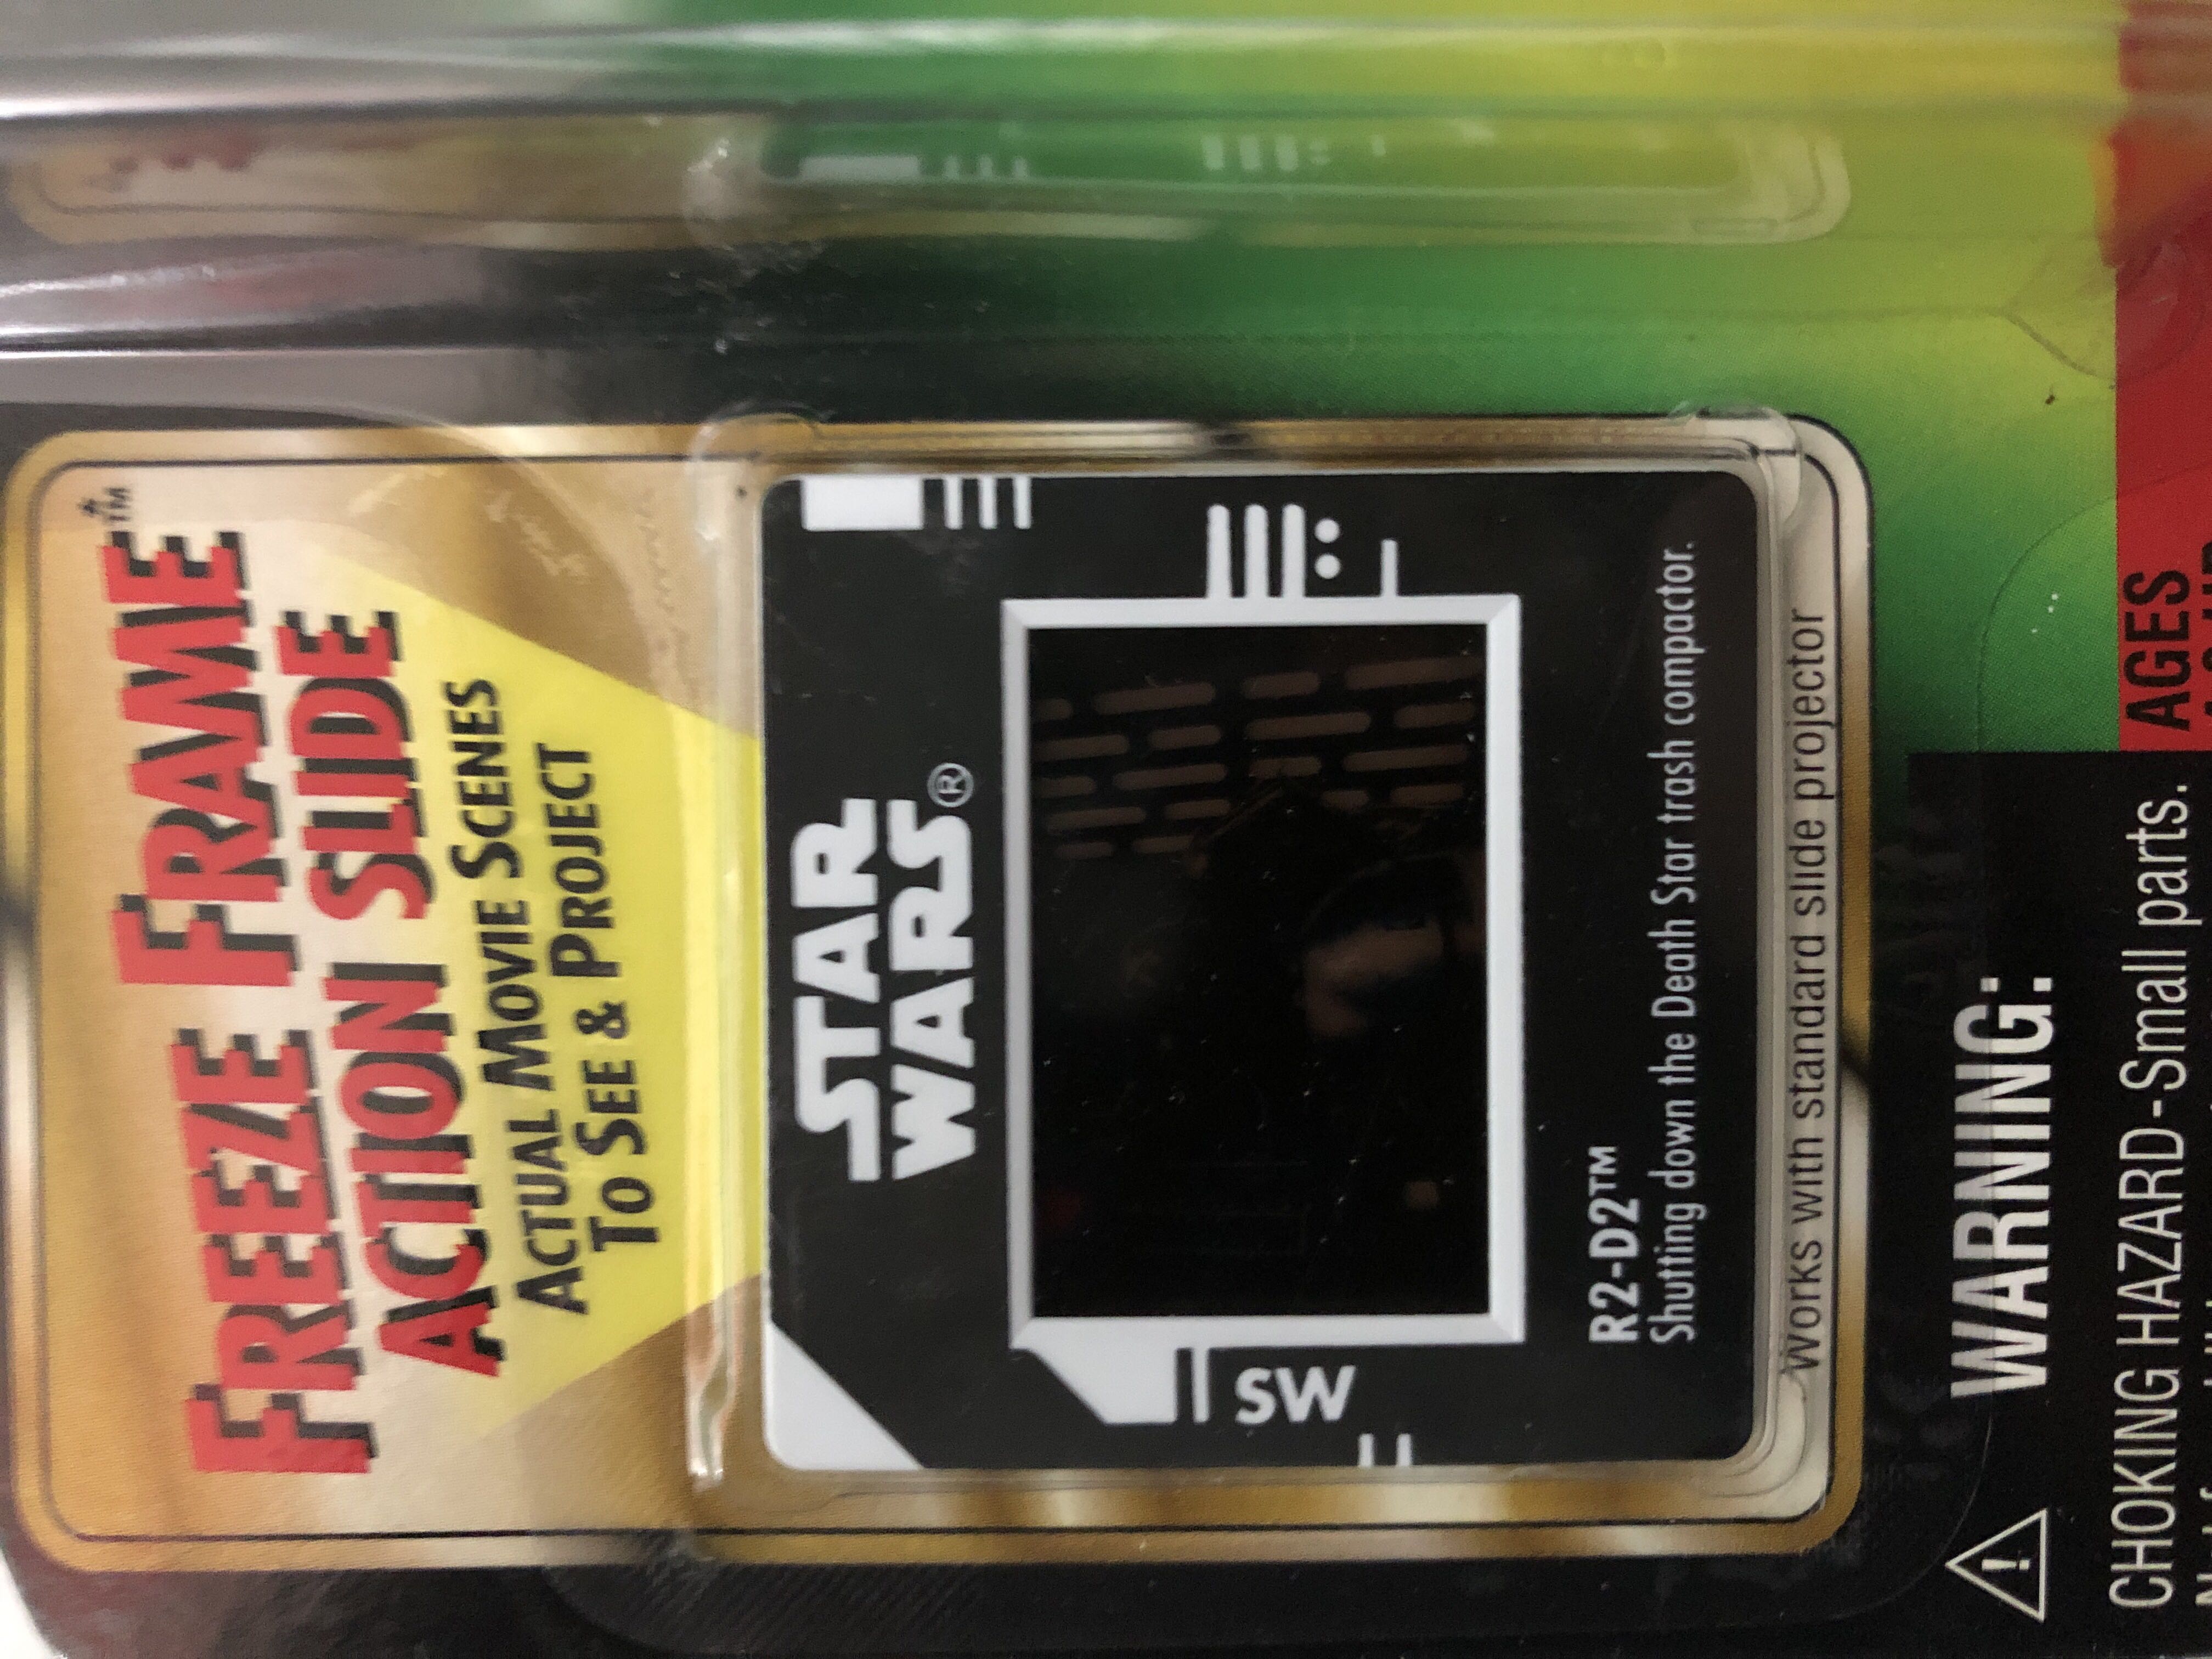 FREEZE FRAME™*
ACTION SLIDE
ACTUAL MOVIE SCENES
TO SEE & PROJECT
STAR
WARS®
SW
R2-D2™
Shutting down the Death Star trash compactor.
Works with standard slide projector
WARNING:
CHOKING HAZARD-Small parts.
AGES